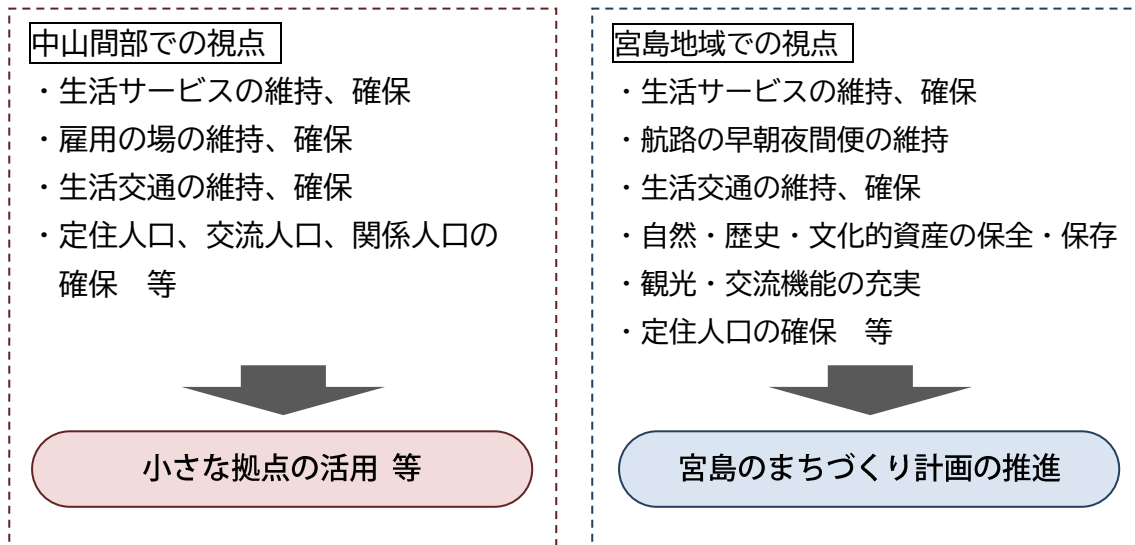 中山間部での視点
・生活サービスの維持、確保
・雇用の場の維持、確保
・生活交通の維持、確保
・定住人口、交流人口、関係人口の
確保　等
小さな拠点の活用 等
宮島地域での視点
・生活サービスの維持、確保
・航路の早朝夜間便の維持
・生活交通の維持、確保
・自然・歴史・文化的資産の保全・保存
・観光・交流機能の充実
・定住人口の確保　等
宮島のまちづくり計画の推進